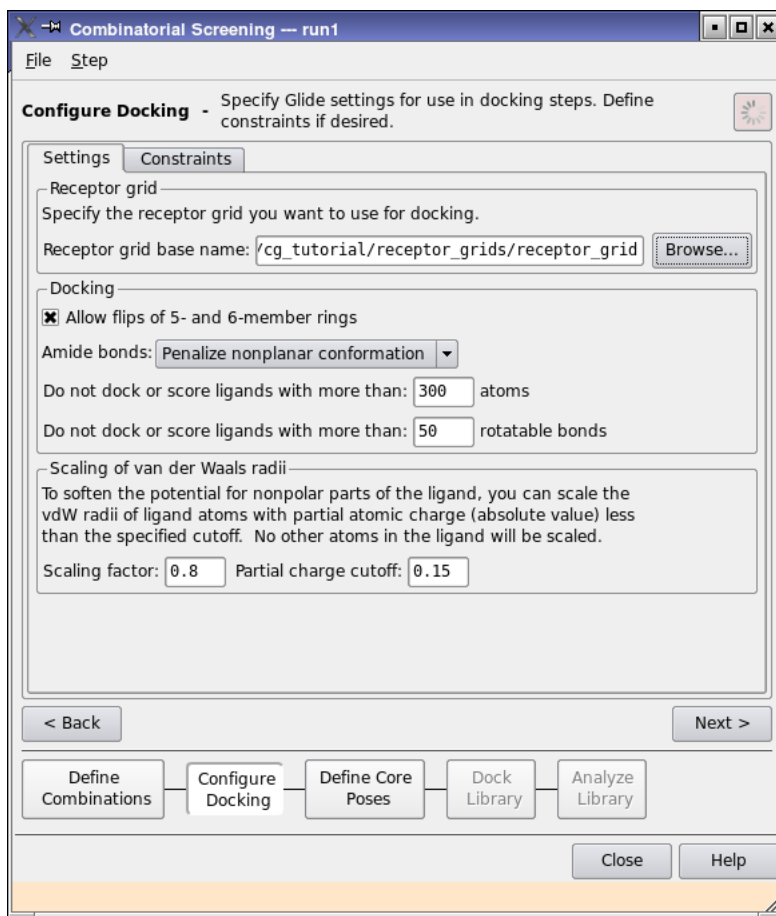 Combinatorial Screening --- run1
File Step
Configure Docking - Specify Glide settings for use in docking steps. Define
constraints if desired.
Settings Constraints
Receptor grid
Specify the receptor grid you want to use for docking.
Receptor grid base name: /cg_tutorial/receptor_grids/receptor_grid Browse...
Docking
Allow flips of 5- and 6-member rings
Amide bonds: Penalize nonplanar conformation
Do not dock or score ligands with more than: 300 atoms
Do not dock or score ligands with more than: 50 rotatable bonds
Scaling of van der Waals radii
To soften the potential for nonpolar parts of the ligand, you can scale the
vdW radii of ligand atoms with partial atomic charge (absolute value) less
than the specified cutoff. No other atoms in the ligand will be scaled.
Scaling factor: 0.8 Partial charge cutoff: 0.15
< Back Next >
Define
Combinations
Configure
Docking
Define Core
Poses
Dock
Library
Analyze
Library
Close Help